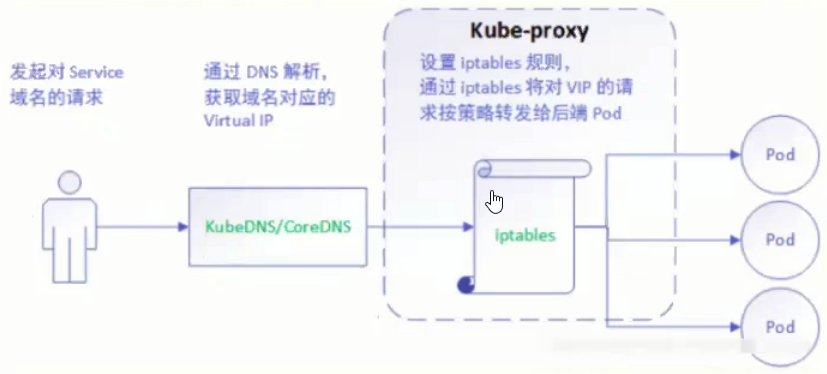 Kube-proxy
发起对 Service
域名的请求
通过 DNS 解析，
获取域名对应的
Virtual IP
设置 iptables 规则，
通过 iptables 将对 VIP 的请
求按策略转发给后端 Pod
KubeDNS/CoreDNS
iptables
Pod
Pod
Pod